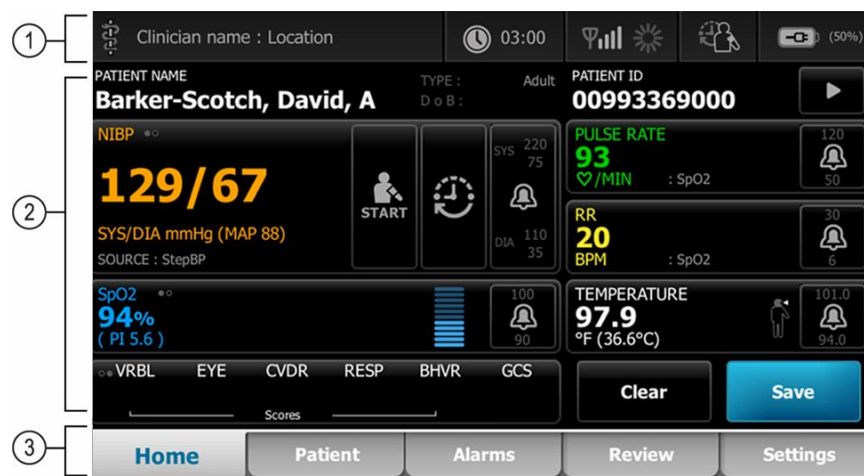 1
Clinician name : Location
03:00
(50%)
2
PATIENT NAME
TYPE : Adult
Barker-Scotch, David, A
D o B :
PATIENT ID
00993369000
NIBP
129/67
SYS/DIA mmHg (MAP 88)
SOURCE : StepBP
START
SYS 220
75
DIA 110
35
PULSE RATE
93
/MIN : SpO2
120
50
RR
20
BPM : SpO2
30
6
SpO2
94%
( PI 5.6 )
100
90
TEMPERATURE
97.9
°F (36.6°C)
101.0
94.0
VRBL EYE CVDR RESP BHVR GCS
Scores
Clear
Save
3
Home Patient Alarms Review Settings